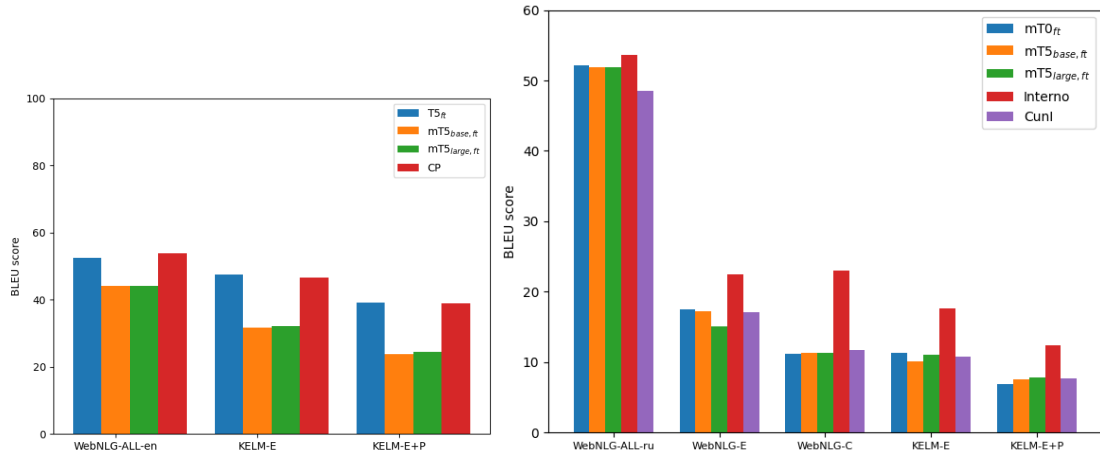 100
80
60
40
20
0
BLEU score
T5ft
mT5base,ft
mT5large,ft
CP
WebNLG-ALL-en
KELM-E
KELM-E+P
60
50
40
30
20
10
0
BLEU score
mT0ft
mT5base,ft
mT5large,ft
Interno
CunI
WebNLG-ALL-ru
WebNLG-E
WebNLG-C
KELM-E
KELM-E+P